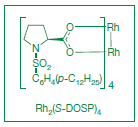 O Rh
O Rh
N
SO₂
C₆H₄(p-C₁₂H₂₅) 4
Rh₂(S-DOSP)₄